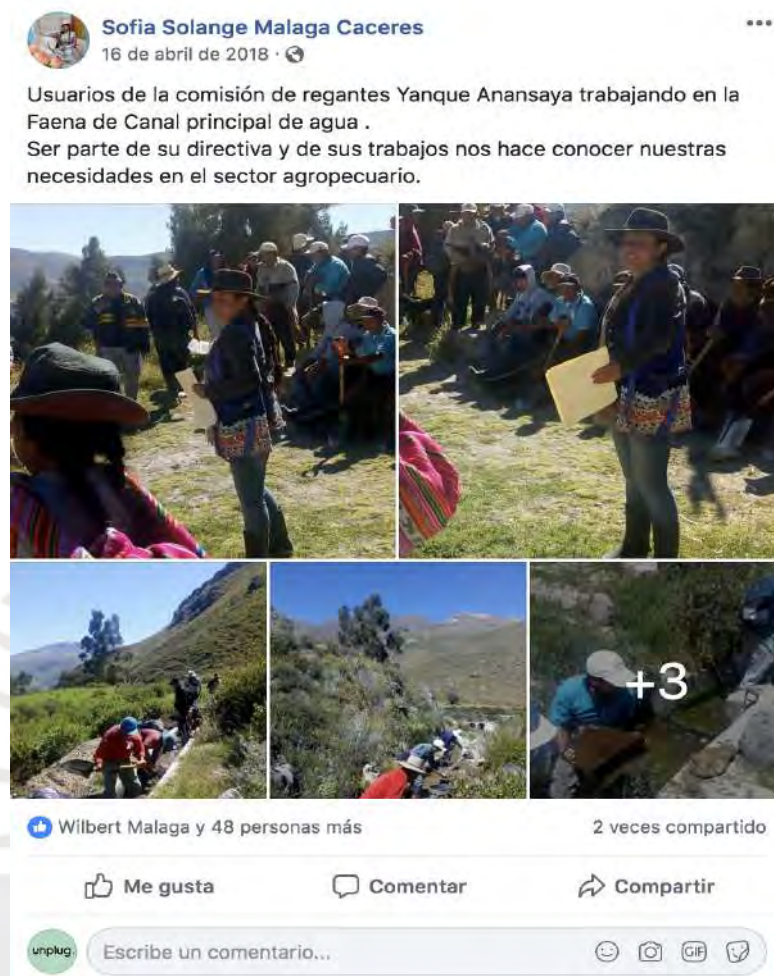 Sofia Solange Malaga Caceres
16 de abril de 2018 ·
Usuarios de la comisión de regantes Yanque Anansaya trabajando en la
Faena de Canal principal de agua .
Ser parte de su directiva y de sus trabajos nos hace conocer nuestras
necesidades en el sector agropecuario.
+3
Wilbert Malaga y 48 personas más
2 veces compartido
Me gusta
Comentar
Compartir
unplug.
Escribe un comentario...
GIF